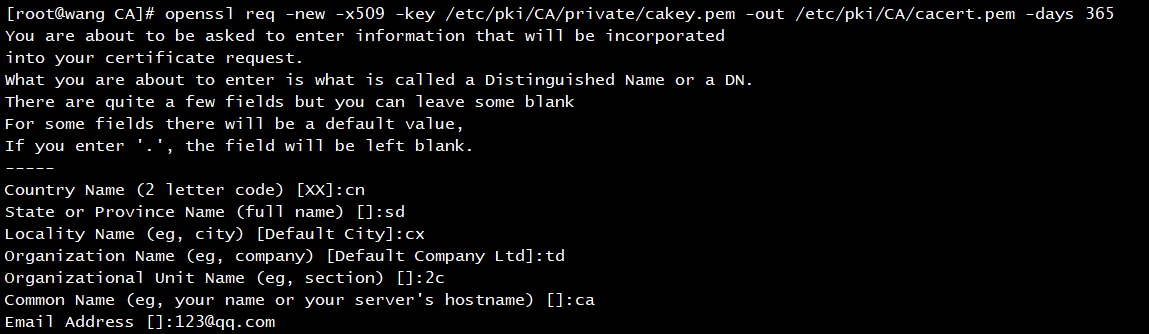 [root@wang CA]# openssl req -new -x509 -key /etc/pki/CA/private/cakey.pem -out /etc/pki/CA/cacert.pem -days 365
You are about to be asked to enter information that will be incorporated
into your certificate request.
What you are about to enter is what is called a Distinguished Name or a DN.
There are quite a few fields but you can leave some blank
For some fields there will be a default value,
If you enter '.', the field will be left blank.
-----
Country Name (2 letter code) [XX]:cn
State or Province Name (full name) []:sd
Locality Name (eg, city) [Default City]:cx
Organization Name (eg, company) [Default Company Ltd]:td
Organizational Unit Name (eg, section) []:2c
Common Name (eg, your name or your server's hostname) []:ca
Email Address []:123@qq.com